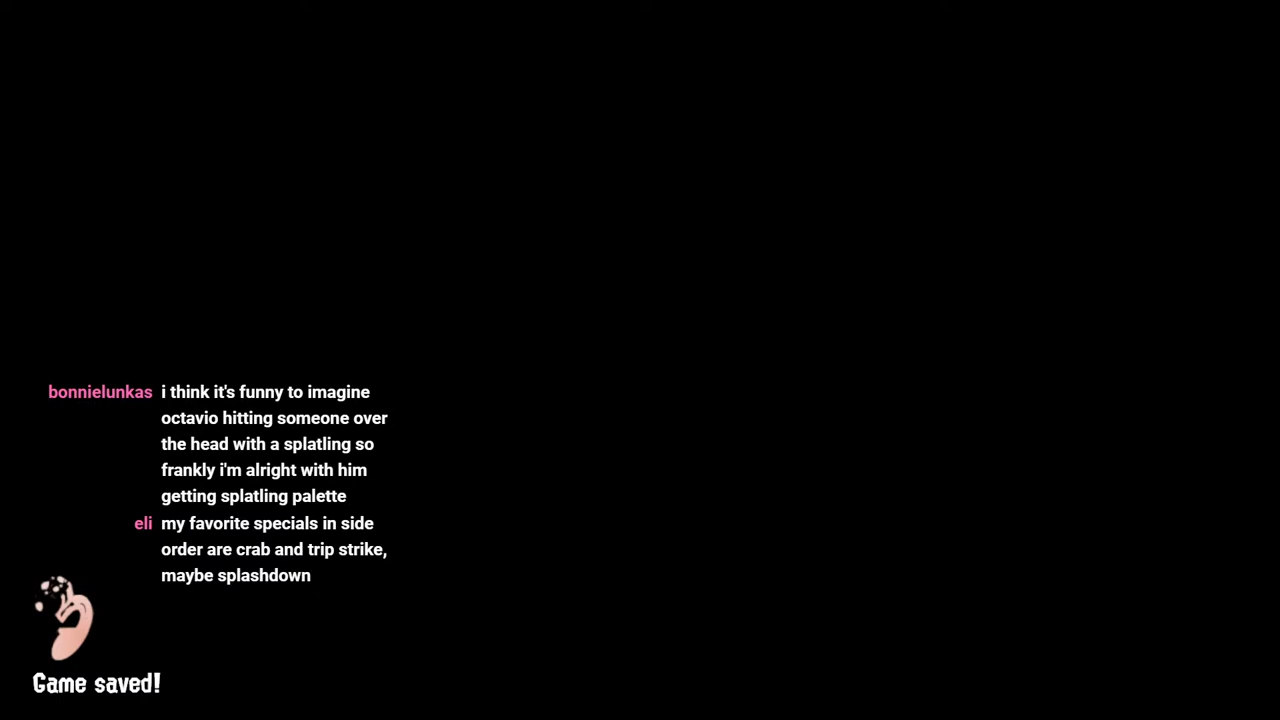 bonnielunkas i think it's funny to imagine
octavio hitting someone over
the head with a splatling so
frankly i'm alright with him
getting splatling palette
eli my favorite specials in side
order are crab and trip strike,
maybe splashdown
Game saved!